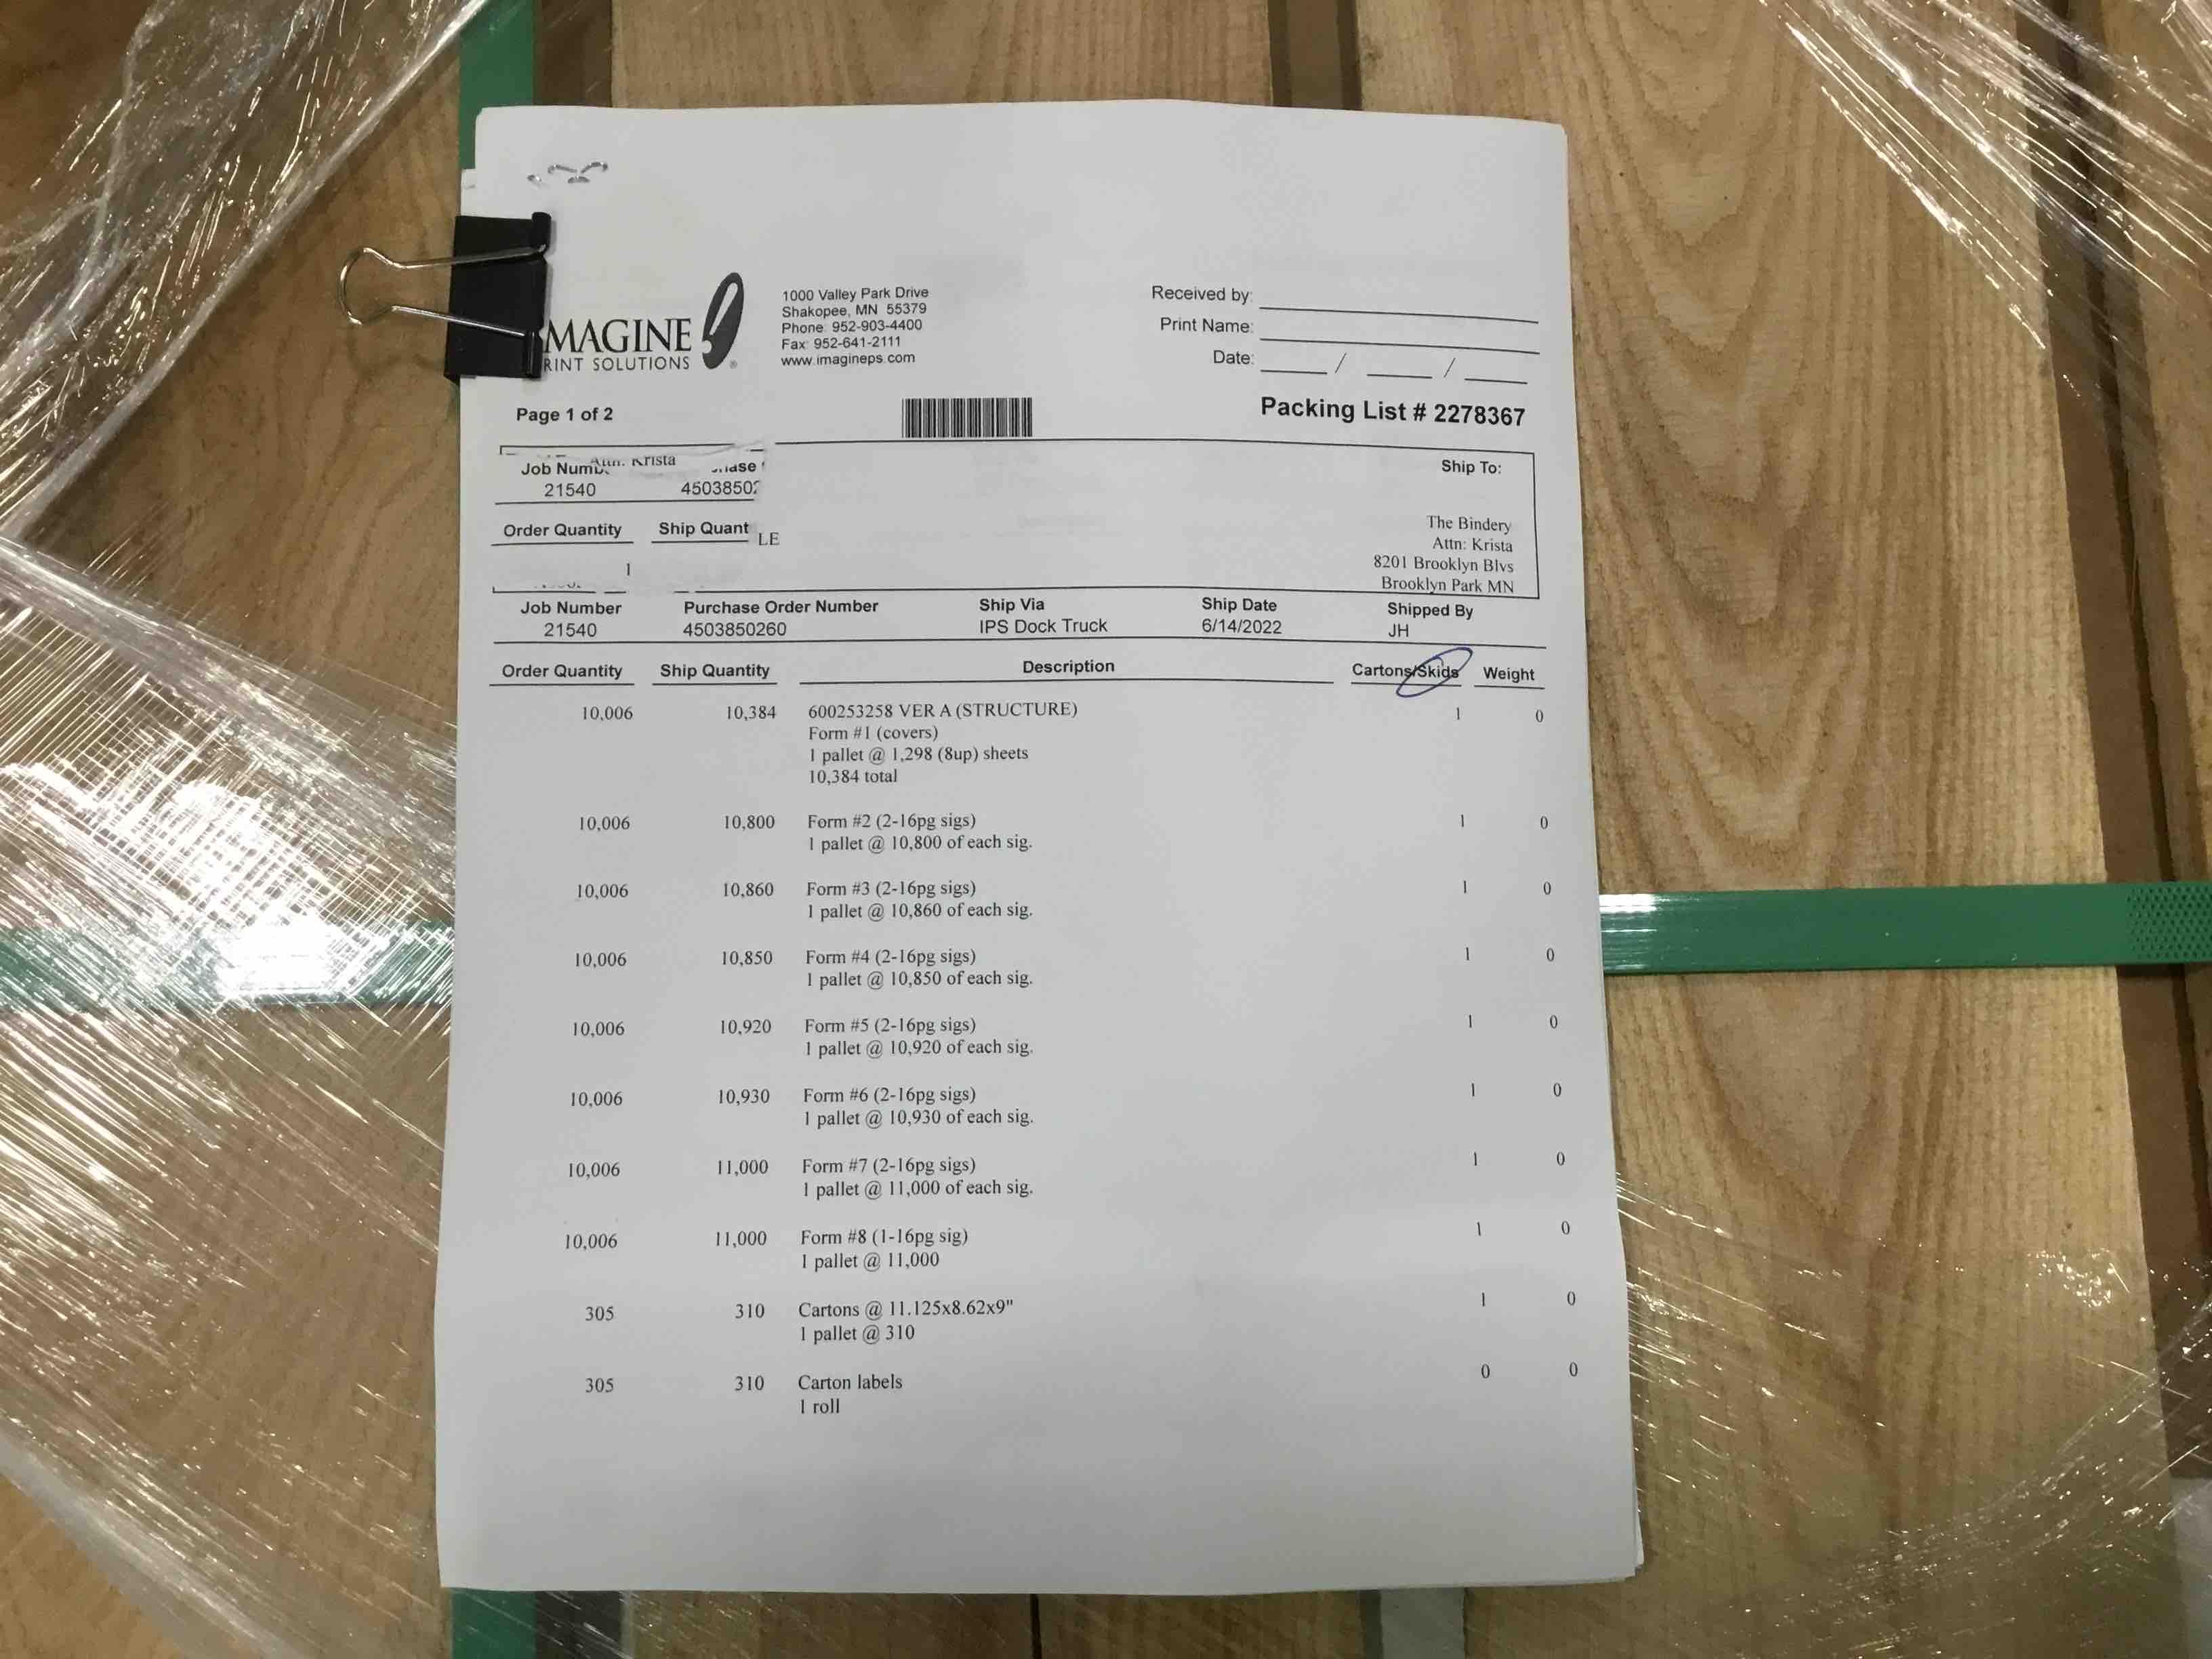 MAGINE
RINT SOLUTIONS
®
1000 Valley Park Drive
Shakopee, MN 55379
Phone: 952-903-4400
Fax: 952-641-2111
www.imagineps.com
Received by:
Print Name:
Date: / /
Page 1 of 2
Packing List # 2278367
Attn: Krista
Job Numb
21540 45038502
Order Quantity Ship Quant
LE
1
Ship To:
The Bindery
Attn: Krista
8201 Brooklyn Blvs
Brooklyn Park MN
Job Number Purchase Order Number Ship Via Ship Date Shipped By
21540 4503850260 IPS Dock Truck 6/14/2022 JH
Order Quantity Ship Quantity Description Cartons/Skids Weight
10,006 10,384 600253258 VER A (STRUCTURE) 1 0
Form #1 (covers)
1 pallet @ 1,298 (8up) sheets
10,384 total
10,006 10,800 Form #2 (2-16pg sigs) 1 0
1 pallet @ 10,800 of each sig.
10,006 10,860 Form #3 (2-16pg sigs) 1 0
1 pallet @ 10,860 of each sig.
10,006 10,850 Form #4 (2-16pg sigs) 1 0
1 pallet @ 10,850 of each sig.
10,006 10,920 Form #5 (2-16pg sigs) 1 0
1 pallet @ 10,920 of each sig.
10,006 10,930 Form #6 (2-16pg sigs) 1 0
1 pallet @ 10,930 of each sig.
10,006 11,000 Form #7 (2-16pg sigs) 1 0
1 pallet @ 11,000 of each sig.
10,006 11,000 Form #8 (1-16pg sig) 1 0
1 pallet @ 11,000
305 310 Cartons @ 11.125x8.62x9" 1 0
1 pallet @ 310
305 310 Carton labels 0 0
1 roll